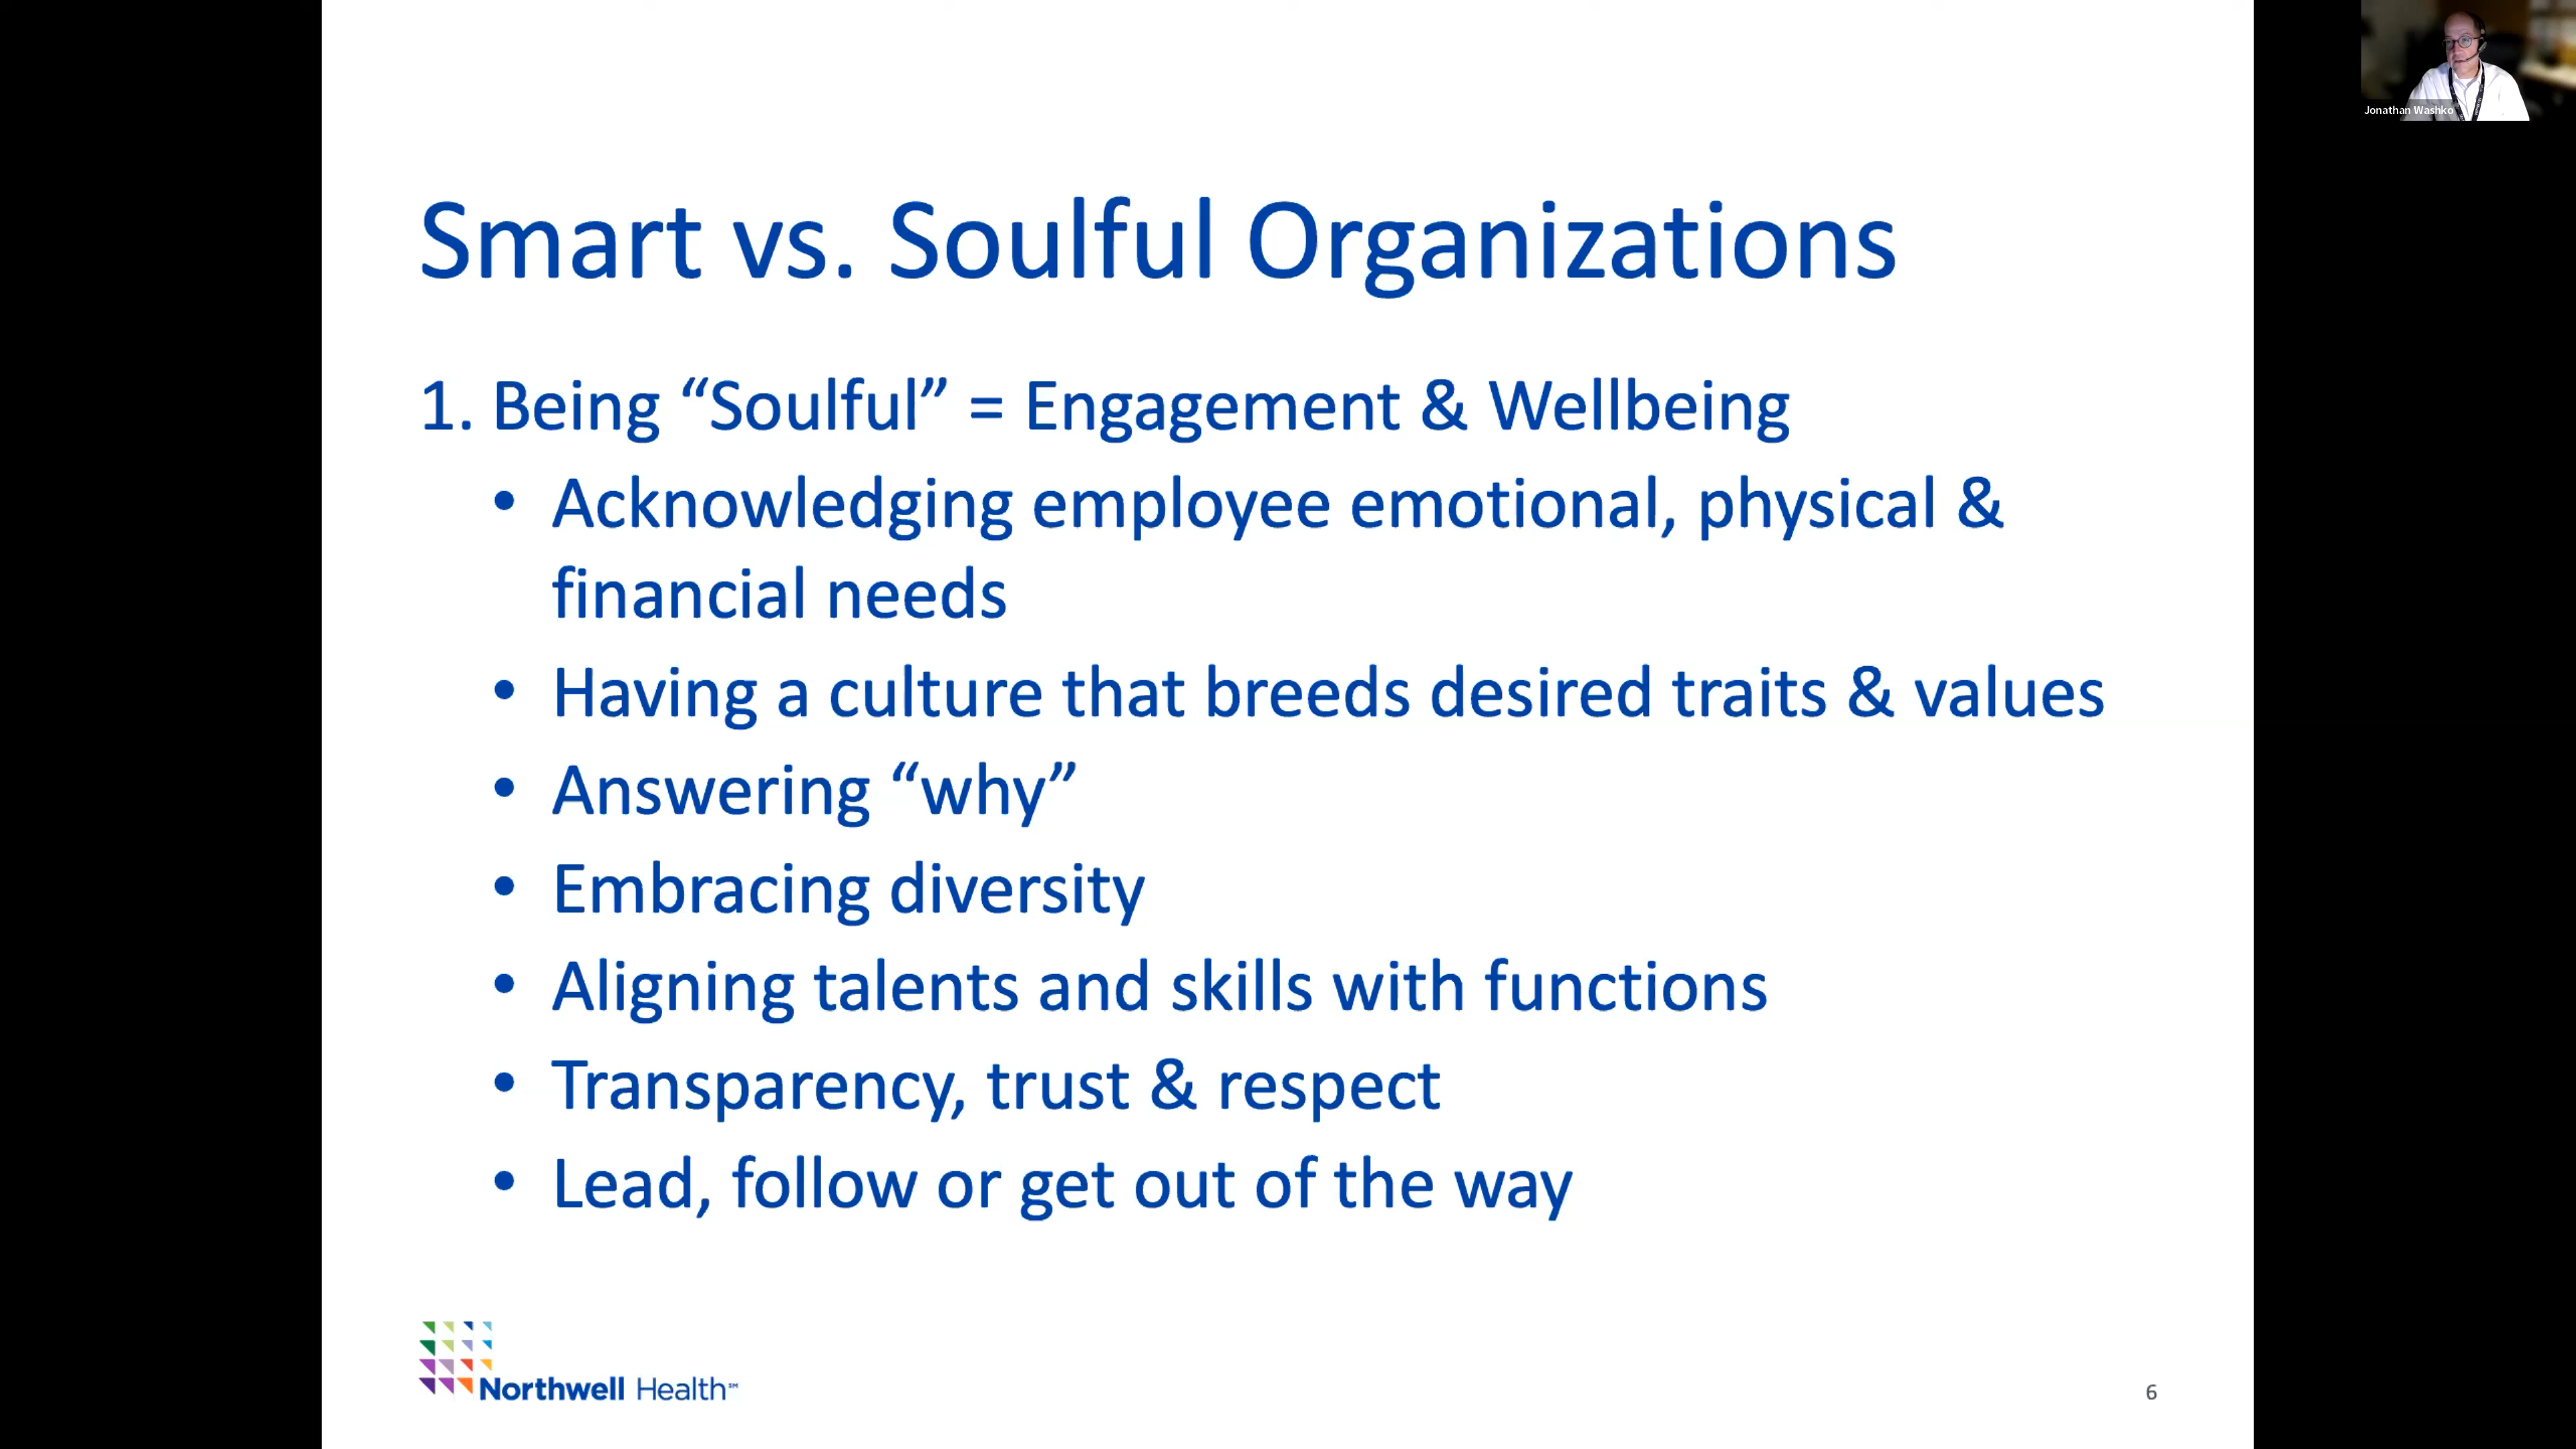 Jonathan Washko
Smart vs. Soulful Organizations
1. Being “Soulful” = Engagement & Wellbeing
• Acknowledging employee emotional, physical &
financial needs
• Having a culture that breeds desired traits & values
• Answering “why”
• Embracing diversity
• Aligning talents and skills with functions
• Transparency, trust & respect
• Lead, follow or get out of the way
Northwell Health℠
6